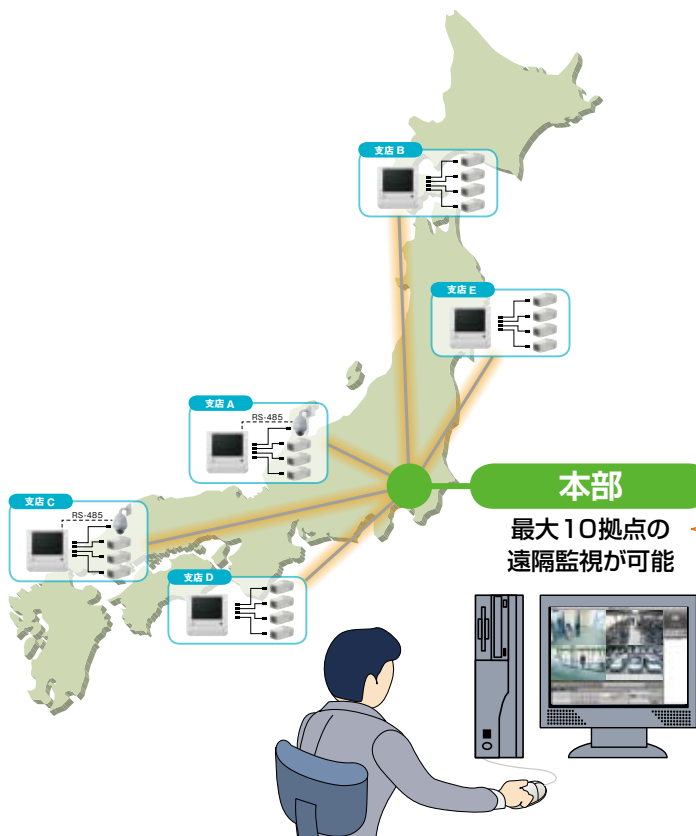 支店 B
支店 E
支店 A
RS-485
支店 C
RS-485
本部
最大10拠点の
遠隔監視が可能
支店 D